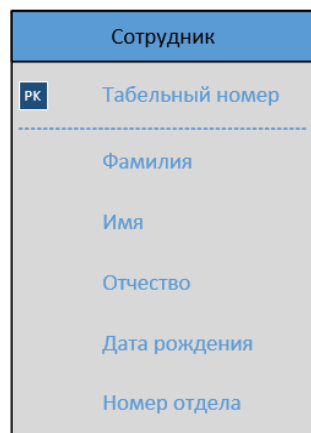 Сотрудник
PK Табельный номер
Фамилия
Имя
Отчество
Дата рождения
Номер отдела